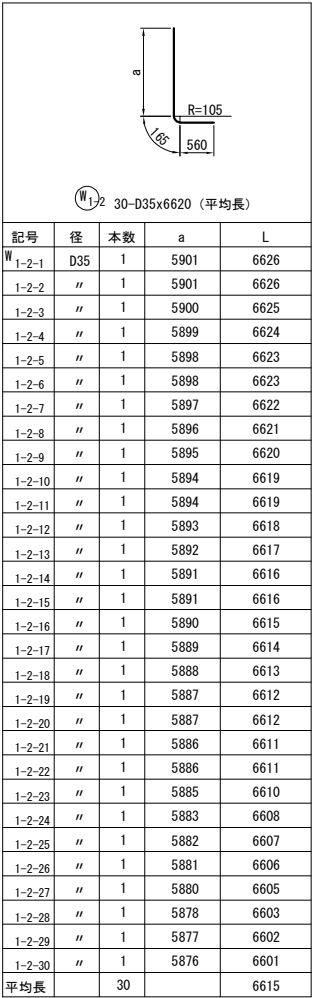 a
R=105
165
560
W1-2 30-D35x6620 (平均長)
記号 径 本数 a L
W 1-2-1 D35 1 5901 6626
1-2-2 〃 1 5901 6626
1-2-3 〃 1 5900 6625
1-2-4 〃 1 5899 6624
1-2-5 〃 1 5898 6623
1-2-6 〃 1 5898 6623
1-2-7 〃 1 5897 6622
1-2-8 〃 1 5896 6621
1-2-9 〃 1 5895 6620
1-2-10 〃 1 5894 6619
1-2-11 〃 1 5894 6619
1-2-12 〃 1 5893 6618
1-2-13 〃 1 5892 6617
1-2-14 〃 1 5891 6616
1-2-15 〃 1 5891 6616
1-2-16 〃 1 5890 6615
1-2-17 〃 1 5889 6614
1-2-18 〃 1 5888 6613
1-2-19 〃 1 5887 6612
1-2-20 〃 1 5887 6612
1-2-21 〃 1 5886 6611
1-2-22 〃 1 5886 6611
1-2-23 〃 1 5885 6610
1-2-24 〃 1 5883 6608
1-2-25 〃 1 5882 6607
1-2-26 〃 1 5881 6606
1-2-27 〃 1 5880 6605
1-2-28 〃 1 5878 6603
1-2-29 〃 1 5877 6602
1-2-30 〃 1 5876 6601
平均長 30 6615